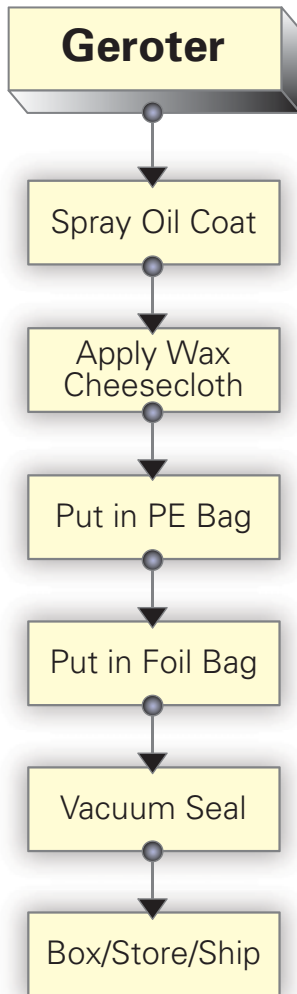 Geroter
Spray Oil Coat
Apply Wax
Cheesecloth
Put in PE Bag
Put in Foil Bag
Vacuum Seal
Box/Store/Ship